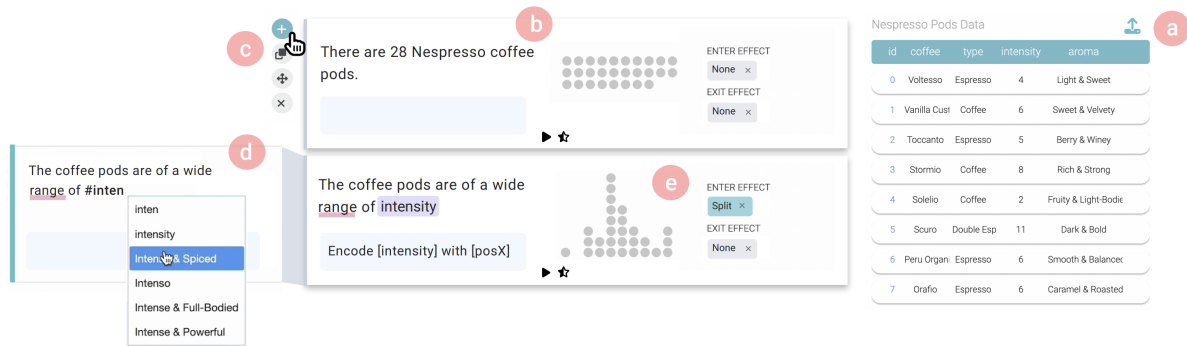 c
b
There are 28 Nespresso coffee
pods.
ENTER EFFECT
None ×
EXIT EFFECT
None ×
d
The coffee pods are of a wide
range of #inten
inten
intensity
Intense & Spiced
Intenso
Intense & Full-Bodied
Intense & Powerful
The coffee pods are of a wide
range of intensity
Encode [intensity] with [posX]
e
ENTER EFFECT
Split ×
EXIT EFFECT
None ×
Nespresso Pods Data
a
id coffee type intensity aroma
0 Voltesso Espresso 4 Light & Sweet
1 Vanilla Cust Coffee 6 Sweet & Velvety
2 Toccanto Espresso 5 Berry & Winey
3 Stormio Coffee 8 Rich & Strong
4 Solelio Coffee 2 Fruity & Light-Bodie
5 Scuro Double Esp 11 Dark & Bold
6 Peru Organi Espresso 6 Smooth & Balanced
7 Orafio Espresso 6 Caramel & Roasted